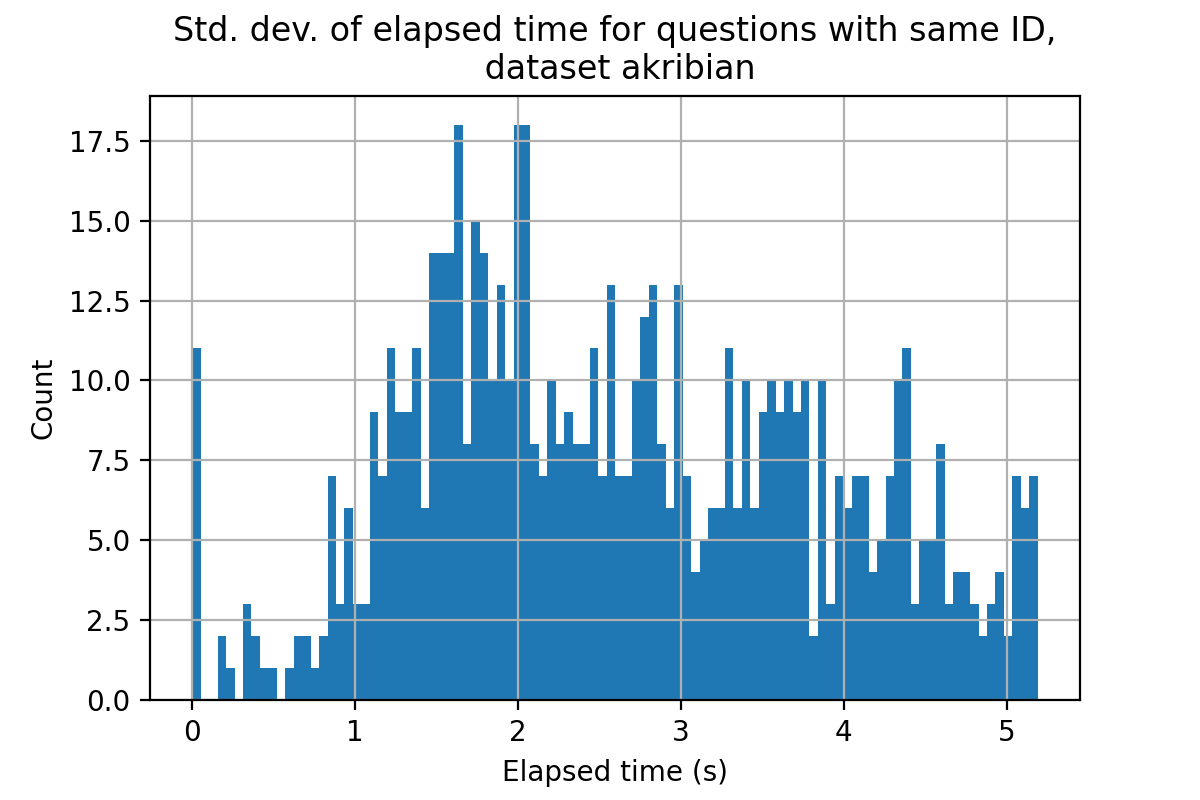 Std. dev. of elapsed time for questions with same ID,
dataset akribian
17.5
15.0
12.5
10.0
7.5
5.0
2.5
0.0
Count
0 1 2 3 4 5
Elapsed time (s)